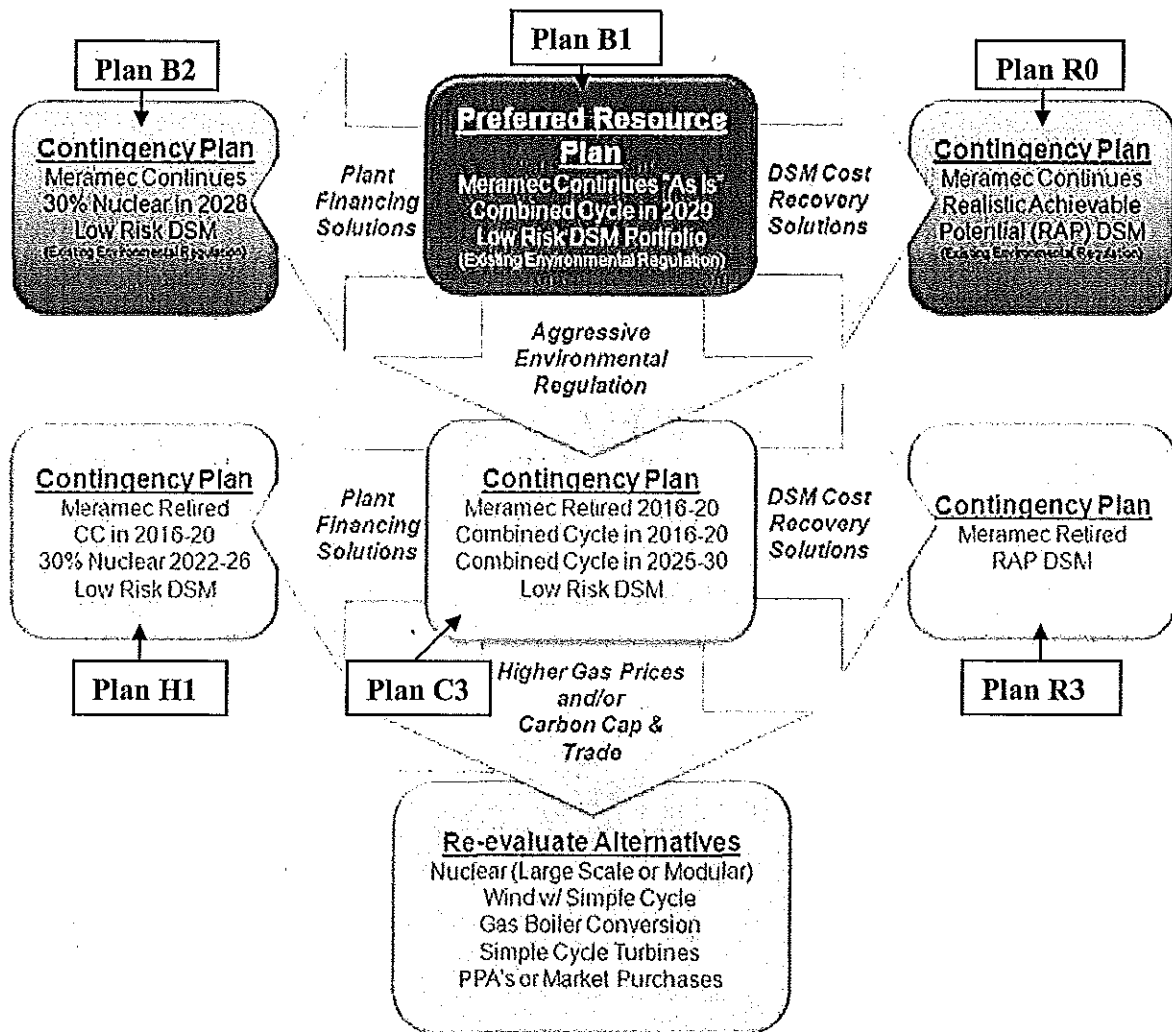 Plan B1
Plan B2
Plan R0
Contingency Plan
Meramec Continues
30% Nuclear in 2028
Low Risk DSM
(Existing Environmental Regulation)
Plant
Financing
Solutions
Preferred Resource
Plan
Meramec Continues "As Is"
Combined Cycle in 2029
Low Risk DSM Portfolio
(Existing Environmental Regulation)
DSM Cost
Recovery
Solutions
Contingency Plan
Meramec Continues
Realistic Achievable
Potential (RAP) DSM
(Existing Environmental Regulation)
Aggressive
Environmental
Regulation
Contingency Plan
Meramec Retired
CC in 2016-20
30% Nuclear 2022-26
Low Risk DSM
Plant
Financing
Solutions
Contingency Plan
Meramec Retired 2016-20
Combined Cycle in 2016-20
Combined Cycle in 2025-30
Low Risk DSM
DSM Cost
Recovery
Solutions
Contingency Plan
Meramec Retired
RAP DSM
Plan H1
Plan C3
Plan R3
Higher Gas Prices
and/or
Carbon Cap &
Trade
Re-evaluate Alternatives
Nuclear (Large Scale or Modular)
Wind w/ Simple Cycle
Gas Boiler Conversion
Simple Cycle Turbines
PPA's or Market Purchases